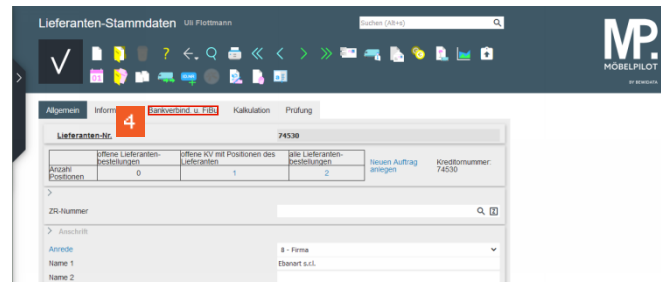 Lieferanten-Stammdaten Uli Flottmann
Suchen (Alt+s)
MP.
MÖBELPILOT
BY BEMIDATA
Allgemein Inform 4 Bankverbind. u. FiBu Kalkulation Prüfung
Lieferanten-Nr. 74530
offene Lieferanten- offene KV mit Positionen des alle Lieferanten-
bestellungen Lieferanten bestellungen Neuen Auftrag Kreditornummer:
Anzahl 0 1 2 anlegen 74530
Positionen
ZR-Nummer
Anschrift
Anrede 8 - Firma
Name 1 Ebanart s.r.l.
Name 2